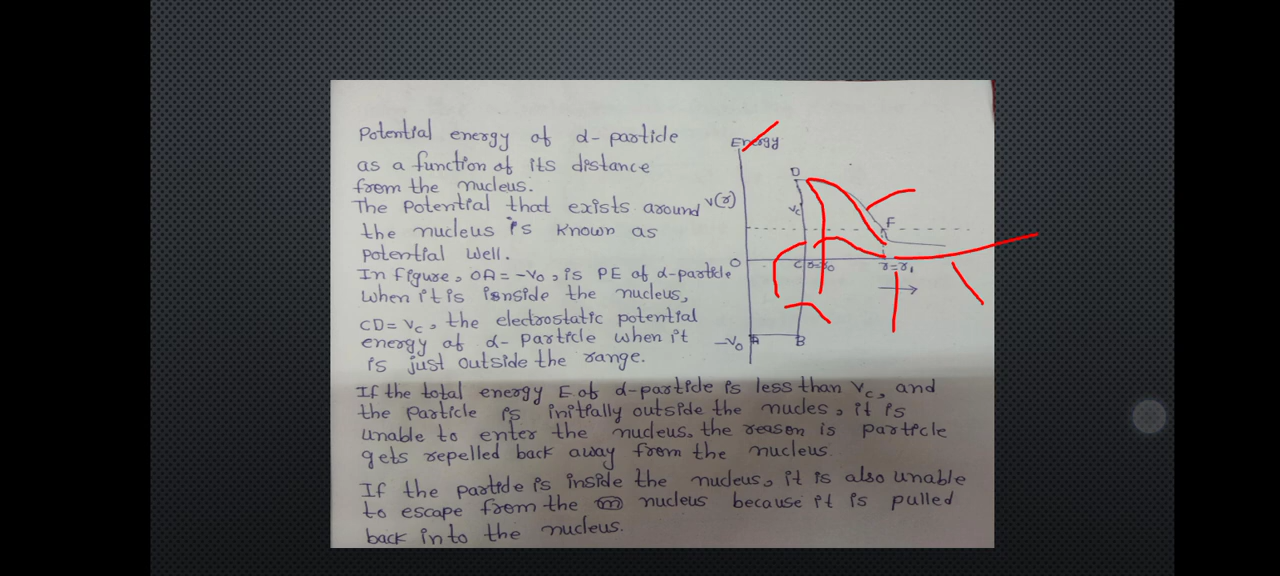 Potential energy of α-particle
as a function of its distance
from the nucleus.
The Potential that exists around
the nucleus is known as
potential well.
In figure, OA = -V₀, is PE of α-particle
when it is isnside the nucleus,
CD = Vc, the electrostatic potential
energy of α- Particle when it
is just outside the range.
Energy
D
V(r)
Vc
F
O
C
r=r₀
r=r₁
-V₀
A
B
If the total energy E of α-particle is less than Vc, and
the Particle is initially outside the nucles, it is
unable to enter the nucleus. the reason is particle
gets repelled back away from the nucleus.
If the particle is inside the nucleus, it is also unable
to escape from the nucleus because it is pulled
back into the nucleus.